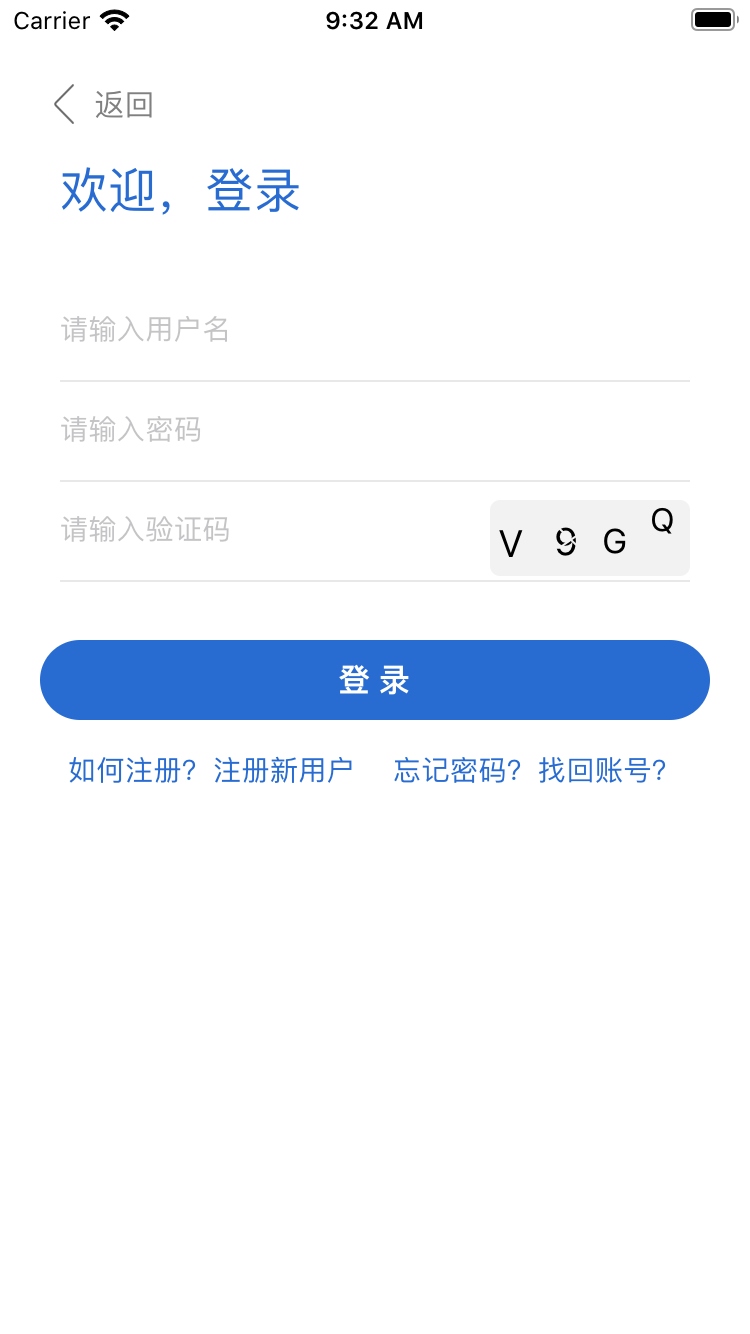 Carrier 9:32 AM
返回
欢迎，登录
请输入用户名
请输入密码
请输入验证码 V 9 G Q
登 录
如何注册? 注册新用户 忘记密码? 找回账号?